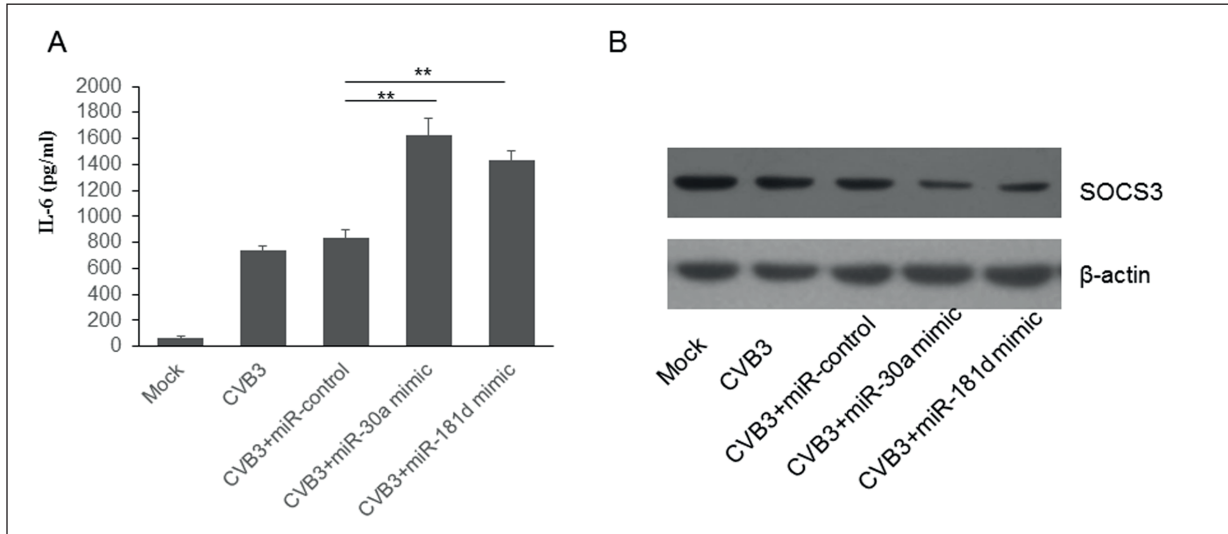 A
B
**
**
2000
1800
1600
1400
1200
1000
800
600
400
200
0
IL-6 (pg/ml)
Mock
CVB3
CVB3+miR-control
CVB3+miR-30a mimic
CVB3+miR-181d mimic
SOCS3
β-actin
Mock
CVB3
CVB3+miR-control
CVB3+miR-30a mimic
CVB3+miR-181d mimic